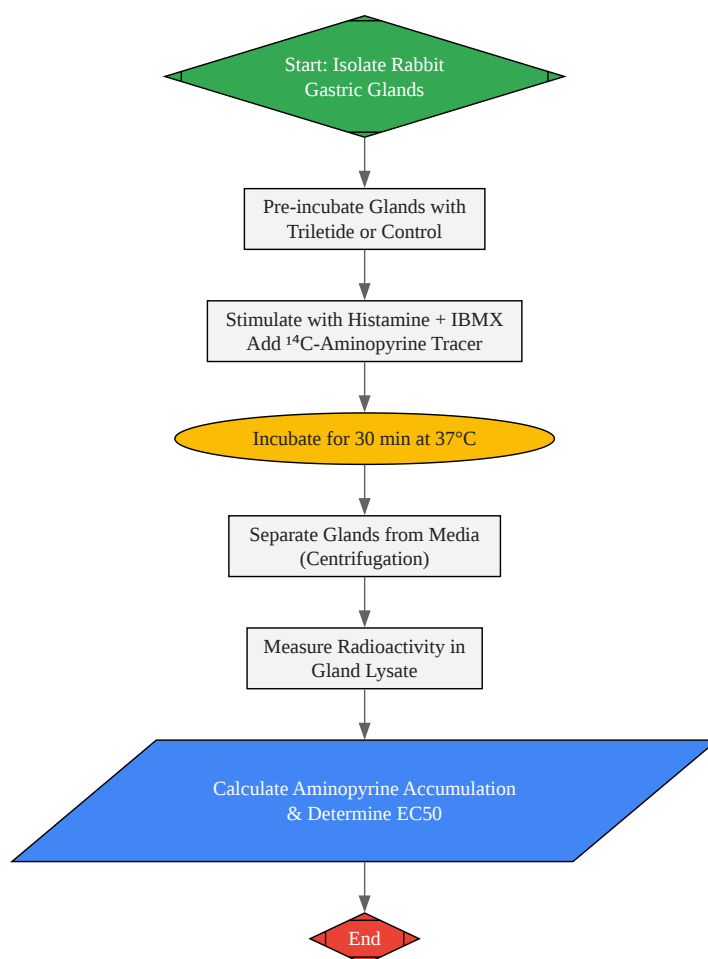 Start: Isolate Rabbit
Gastric Glands
Pre-incubate Glands with
Triletide or Control
Stimulate with Histamine + IBMX
Add ¹⁴C-Aminopyrine Tracer
Incubate for 30 min at 37°C
Separate Glands from Media
(Centrifugation)
Measure Radioactivity in
Gland Lysate
Calculate Aminopyrine Accumulation
& Determine EC50
End